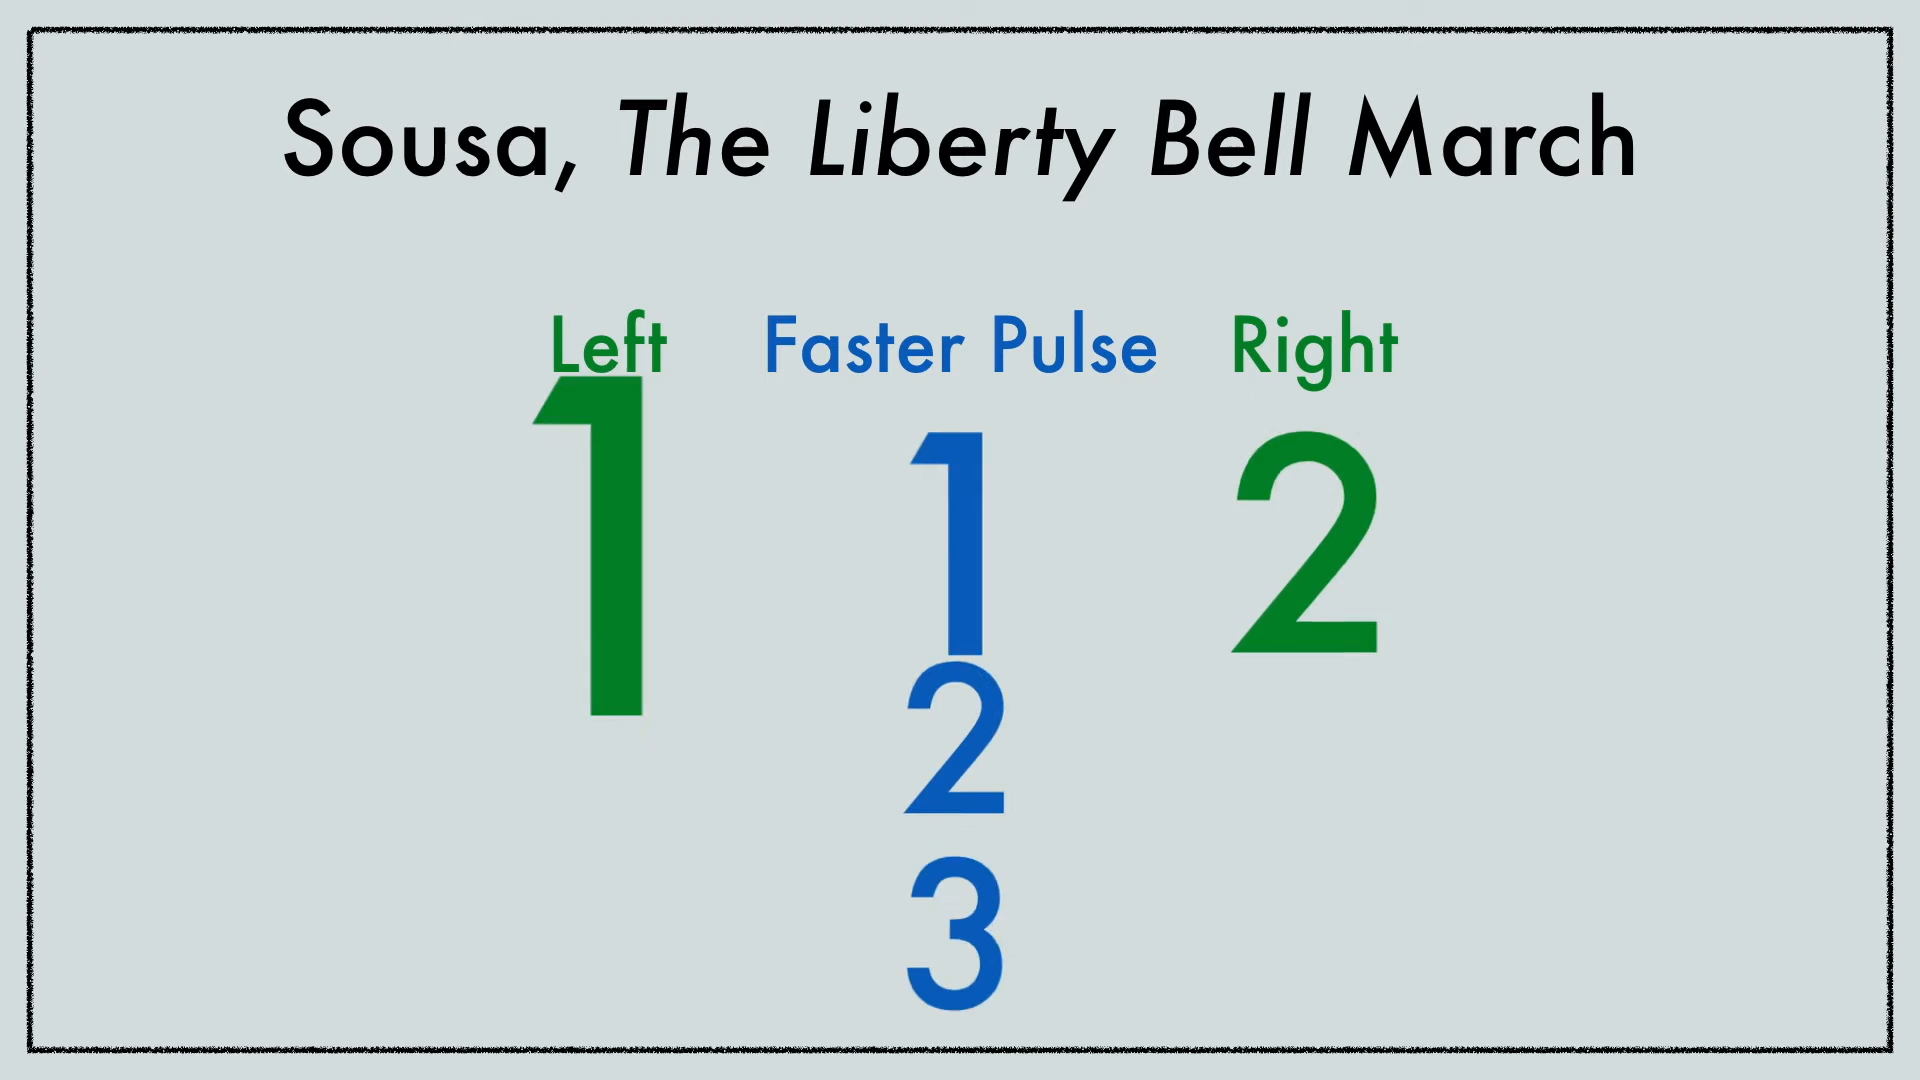 Sousa, The Liberty Bell March
Left Faster Pulse Right
1 1 2
2
3